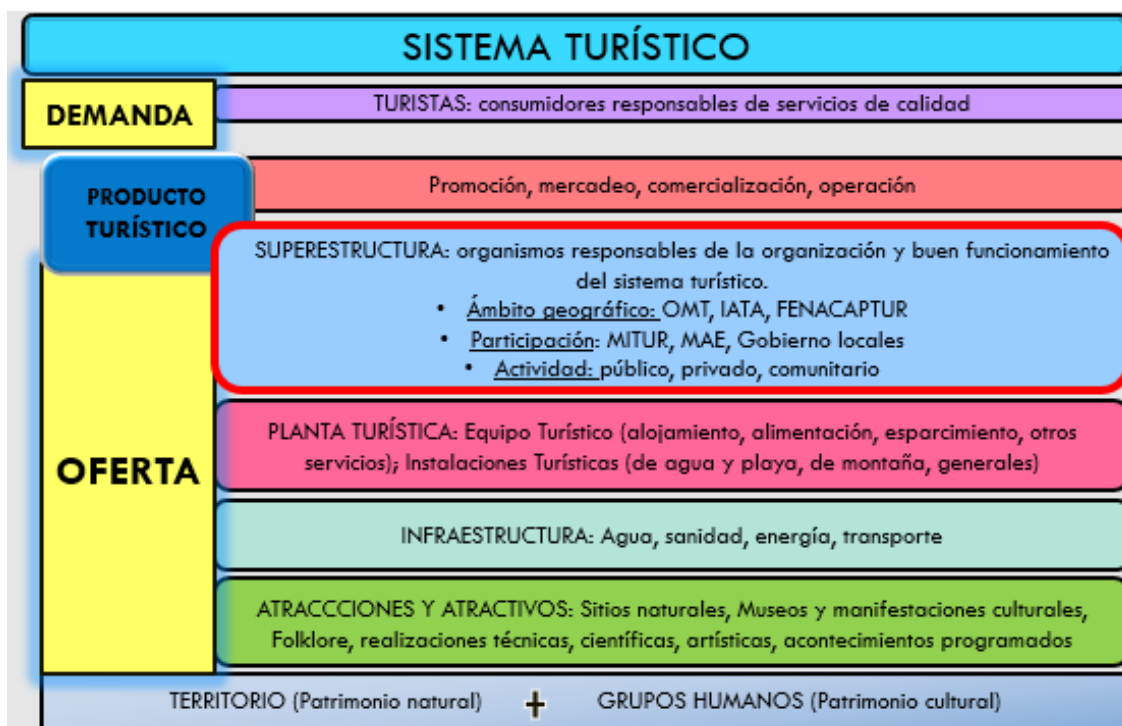 SISTEMA TURÍSTICO
DEMANDA
TURISTAS: consumidores responsables de servicios de calidad
PRODUCTO
TURÍSTICO
Promoción, mercadeo, comercialización, operación
SUPERESTRUCTURA: organismos responsables de la organización y buen funcionamiento
del sistema turístico.
• Ámbito geográfico: OMT, IATA, FENACAPTUR
• Participación: MITUR, MAE, Gobierno locales
• Actividad: público, privado, comunitario
OFERTA
PLANTA TURÍSTICA: Equipo Turístico (alojamiento, alimentación, esparcimiento, otros
servicios); Instalaciones Turísticas (de agua y playa, de montaña, generales)
INFRAESTRUCTURA: Agua, sanidad, energía, transporte
ATRACCCIONES Y ATRACTIVOS: Sitios naturales, Museos y manifestaciones culturales,
Folklore, realizaciones técnicas, científicas, artísticas, acontecimientos programados
TERRITORIO (Patrimonio natural) + GRUPOS HUMANOS (Patrimonio cultural)